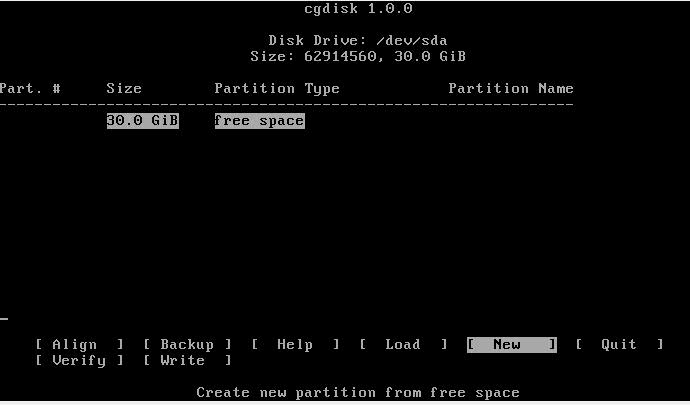 cgdisk 1.0.0
Disk Drive: /dev/sda
Size: 62914560, 30.0 GiB
Part. #     Size        Partition Type            Partition Name
----------------------------------------------------------------
            30.0 GiB    free space
[ Align  ]  [ Backup ]  [  Help  ]  [  Load  ]  [  New   ]  [  Quit  ]
[ Verify ]  [ Write  ]
Create new partition from free space